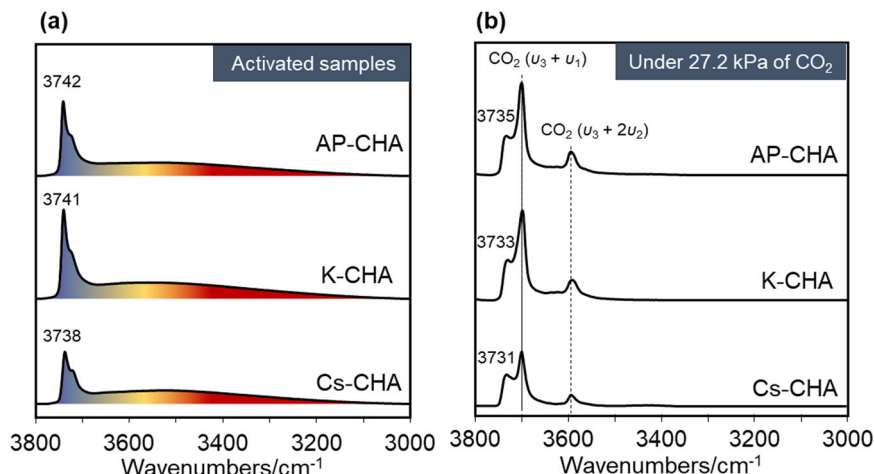 (a)
Activated samples
3742
AP-CHA
3741
K-CHA
3738
Cs-CHA
3800 3600 3400 3200 3000
Wavenumbers/cm⁻¹
(b)
CO₂ (υ₃ + υ₁)
Under 27.2 kPa of CO₂
3735
CO₂ (υ₃ + 2υ₂)
AP-CHA
3733
K-CHA
3731
Cs-CHA
3800 3600 3400 3200 3000
Wavenumbers/cm⁻¹